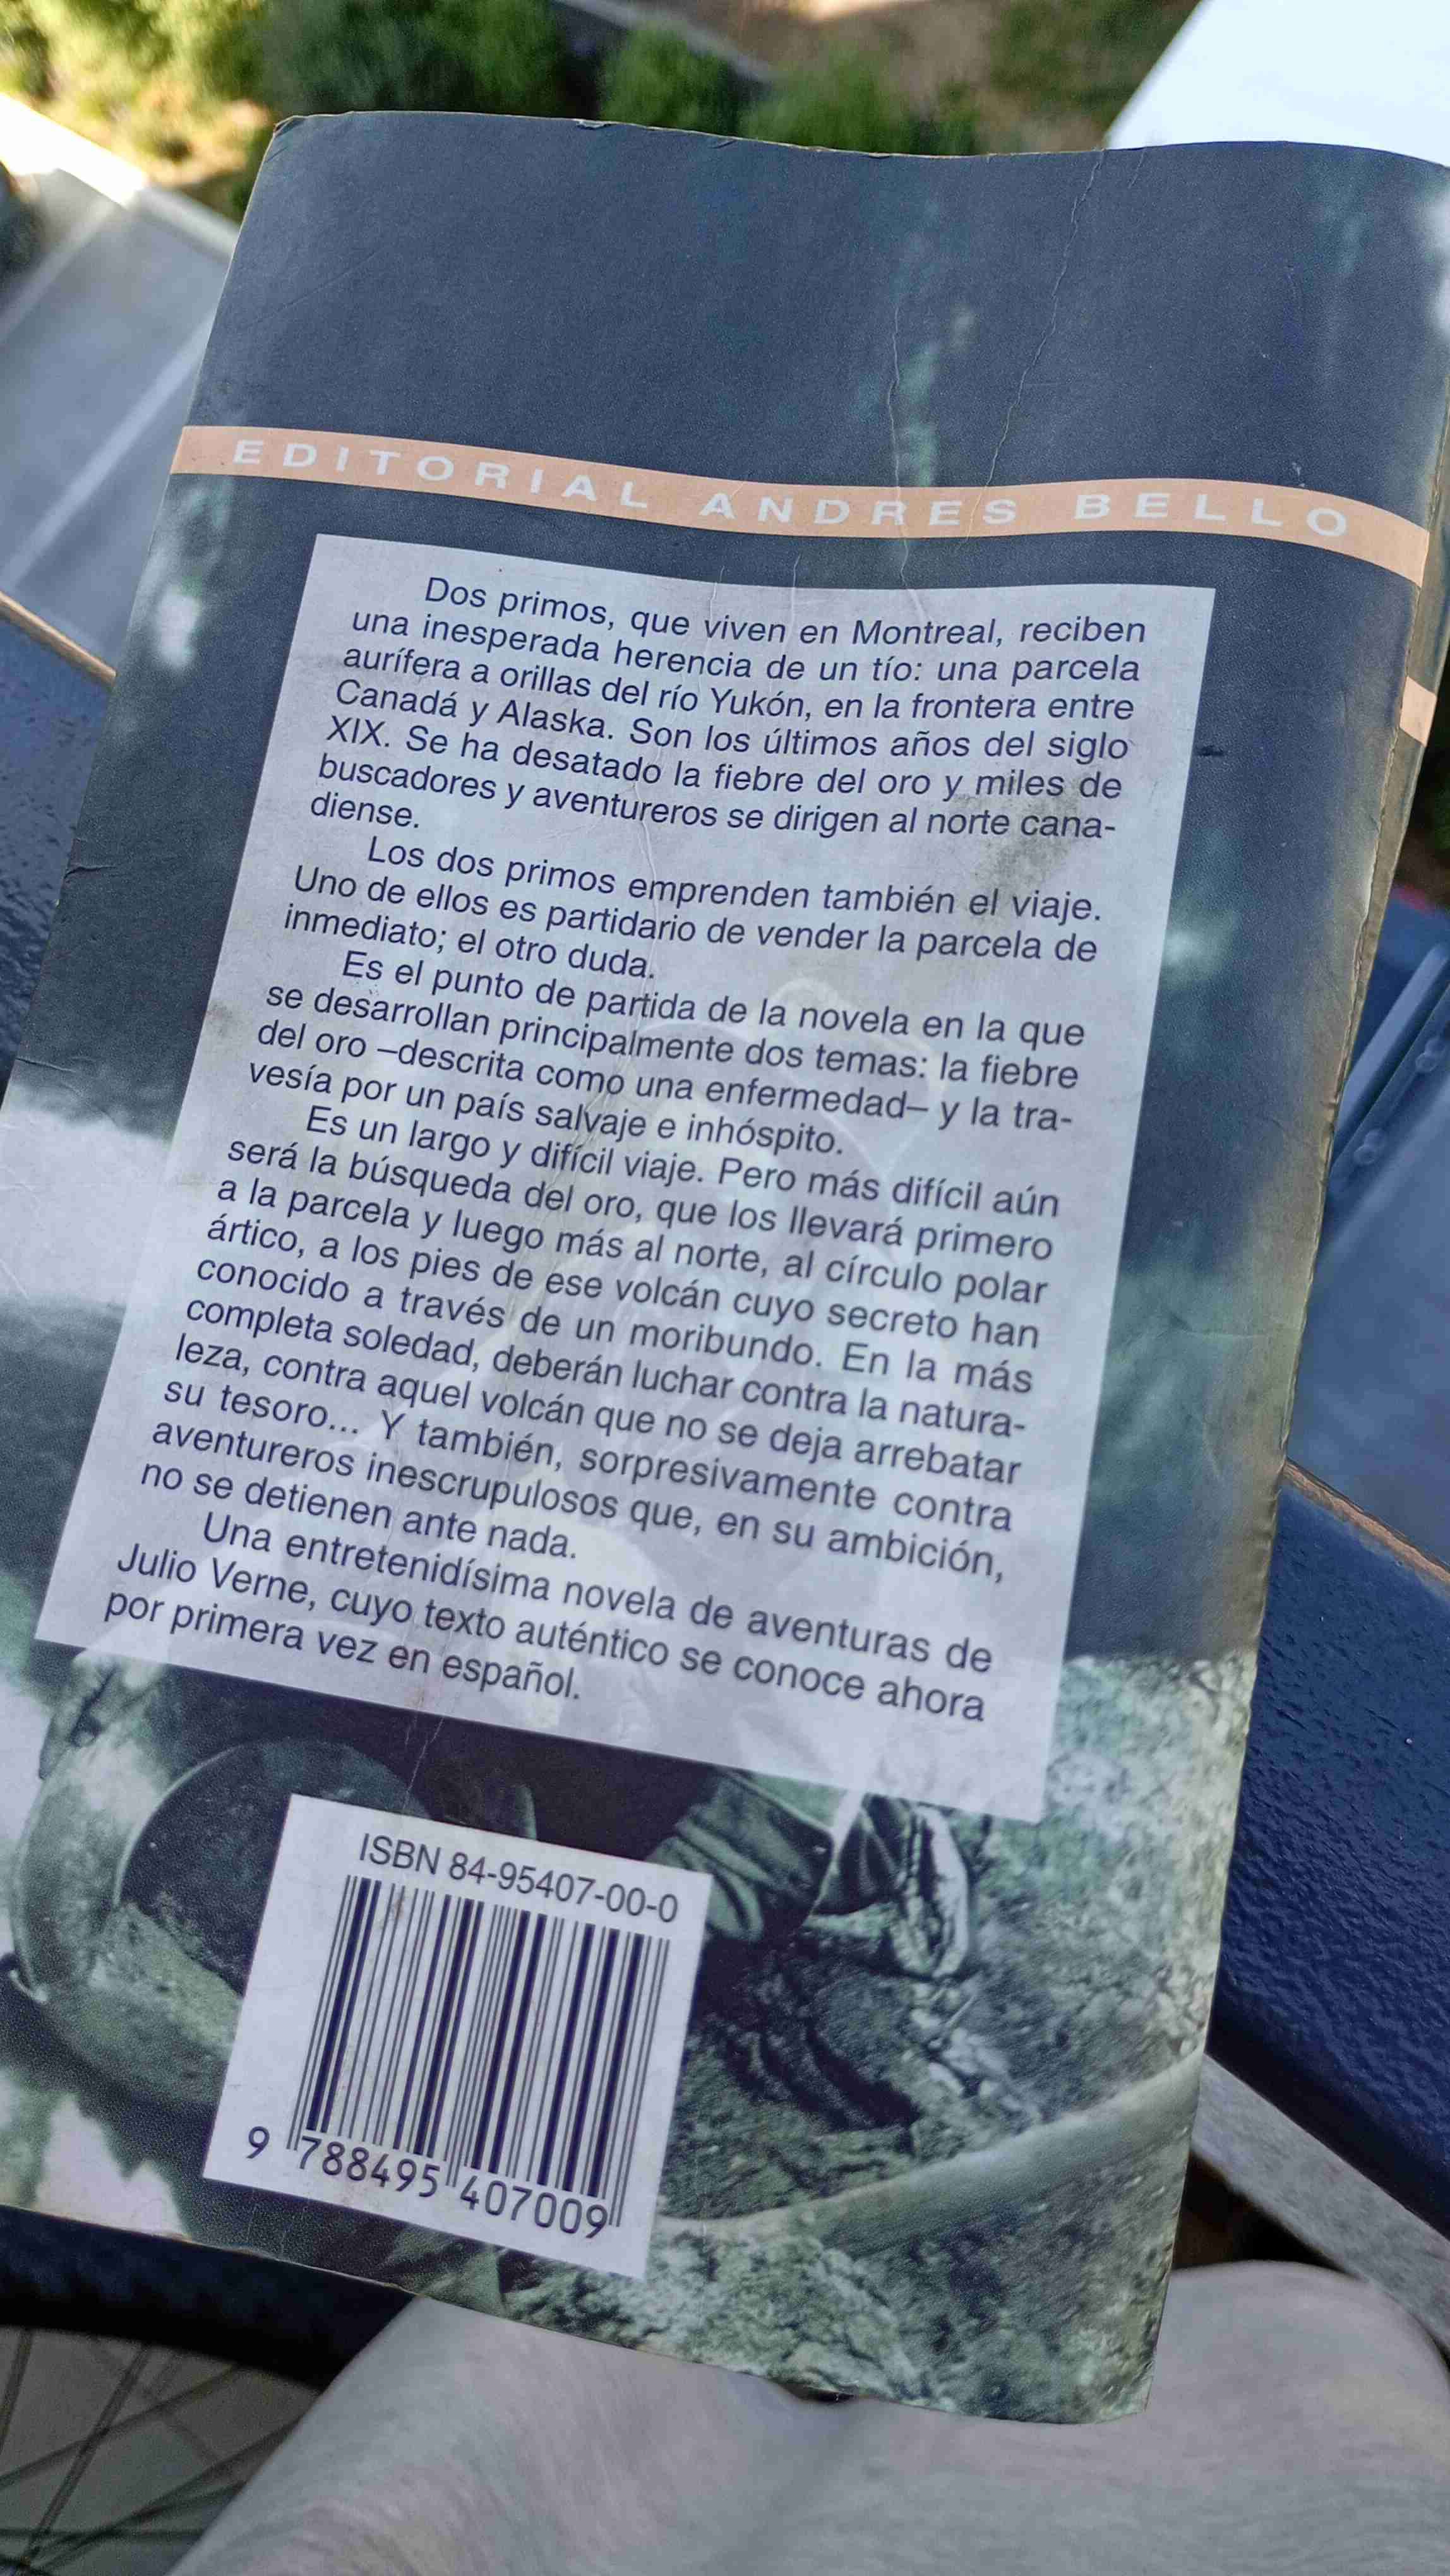 EDITORIAL ANDRES BELLO
Dos primos, que viven en Montreal, reciben
una inesperada herencia de un tío: una parcela
aurífera a orillas del río Yukón, en la frontera entre
Canadá y Alaska. Son los últimos años del siglo
XIX. Se ha desatado la fiebre del oro y miles de
buscadores y aventureros se dirigen al norte cana-
diense.
Los dos primos emprenden también el viaje.
Uno de ellos es partidario de vender la parcela de
inmediato; el otro duda.
Es el punto de partida de la novela en la que
se desarrollan principalmente dos temas: la fiebre
del oro –descrita como una enfermedad– y la tra-
vesía por un país salvaje e inhóspito.
Es un largo y difícil viaje. Pero más difícil aún
será la búsqueda del oro, que los llevará primero
a la parcela y luego más al norte, al círculo polar
ártico, a los pies de ese volcán cuyo secreto han
conocido a través de un moribundo. En la más
completa soledad, deberán luchar contra la natura-
leza, contra aquel volcán que no se deja arrebatar
su tesoro... Y también, sorpresivamente contra
aventureros inescrupulosos que, en su ambición,
no se detienen ante nada.
Una entretenidísima novela de aventuras de
Julio Verne, cuyo texto auténtico se conoce ahora
por primera vez en español.
ISBN 84-95407-00-0
9 788495 407009